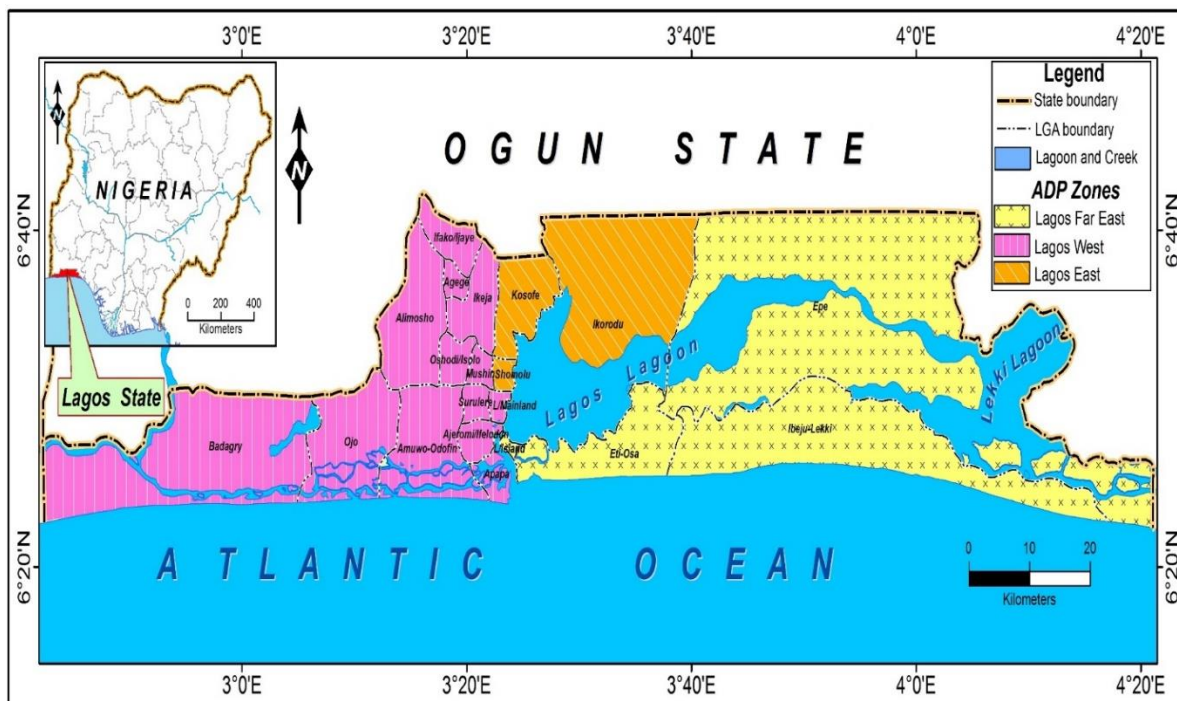 3°0'E 3°20'E 3°40'E 4°0'E 4°20'E
N
NIGERIA
0 200 400
Kilometers
Lagos State
N
OGUN STATE
Legend
State boundary
LGA boundary
Lagoon and Creek
ADP Zones
Lagos Far East
Lagos West
Lagos East
6°40'N
6°40'N
Ifako/Ijaye
Agege
Ikeja
Kosofe
Alimosho
Ikorodu
Epe
Oshodi/Isolo
Mushin
Shomolu
Lagos Lagoon
Lekki Lagoon
Surulere
L/Mainland
Badagry
Ojo
Amuwo-Odofin
Ajeromi/Ifelodun
L/Island
Apapa
Eti-Osa
Ibeju-Lekki
6°20'N
ATLANTIC OCEAN
0 10 20
Kilometers
6°20'N
3°0'E 3°20'E 3°40'E 4°0'E 4°20'E